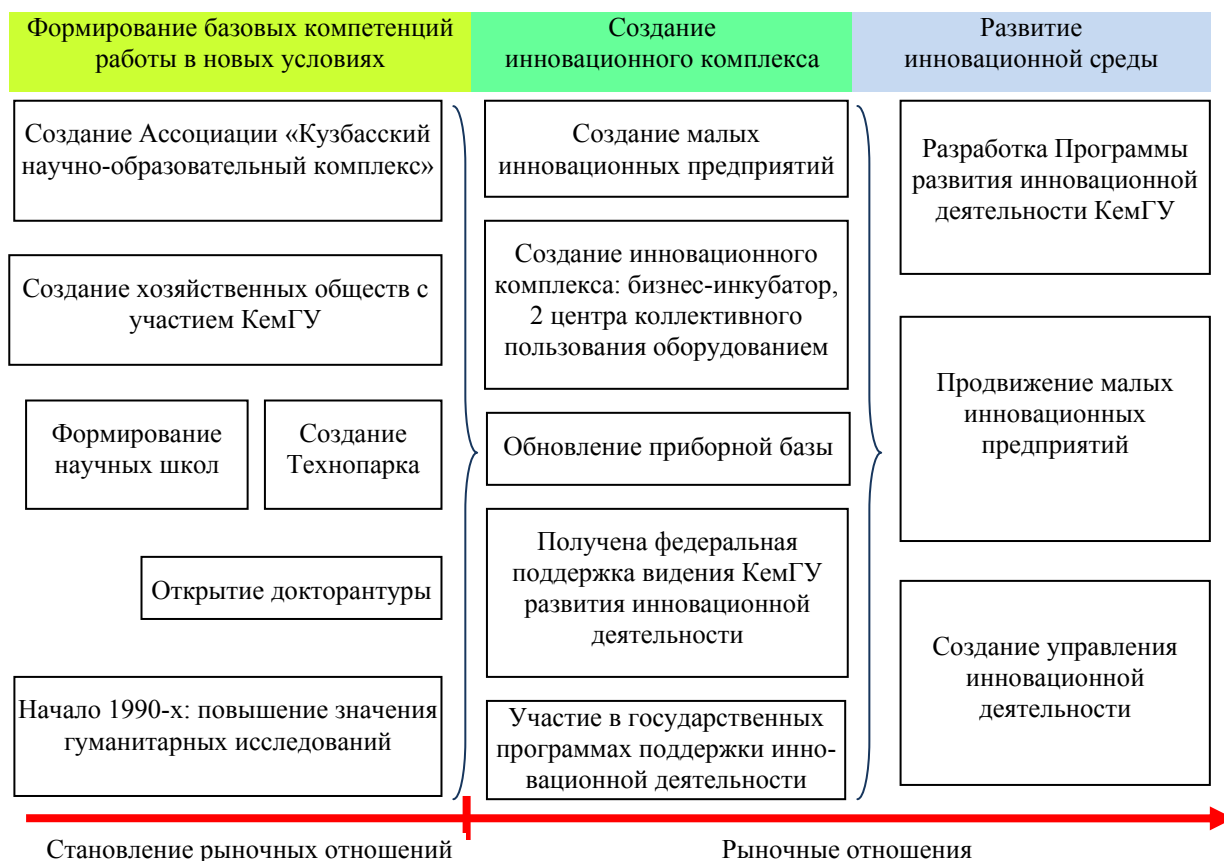 Формирование базовых компетенций
работы в новых условиях
Создание
инновационного комплекса
Развитие
инновационной среды
Создание Ассоциации «Кузбасский
научно-образовательный комплекс»
Создание хозяйственных обществ с
участием КемГУ
Формирование
научных школ
Создание
Технопарка
Открытие докторантуры
Начало 1990-х: повышение значения
гуманитарных исследований
Создание малых
инновационных предприятий
Создание инновационного
комплекса: бизнес-инкубатор,
2 центра коллективного
пользования оборудованием
Обновление приборной базы
Получена федеральная
поддержка видения КемГУ
развития инновационной
деятельности
Участие в государственных
программах поддержки инно-
вационной деятельности
Разработка Программы
развития инновационной
деятельности КемГУ
Продвижение малых
инновационных
предприятий
Создание управления
инновационной
деятельности
Становление рыночных отношений
Рыночные отношения